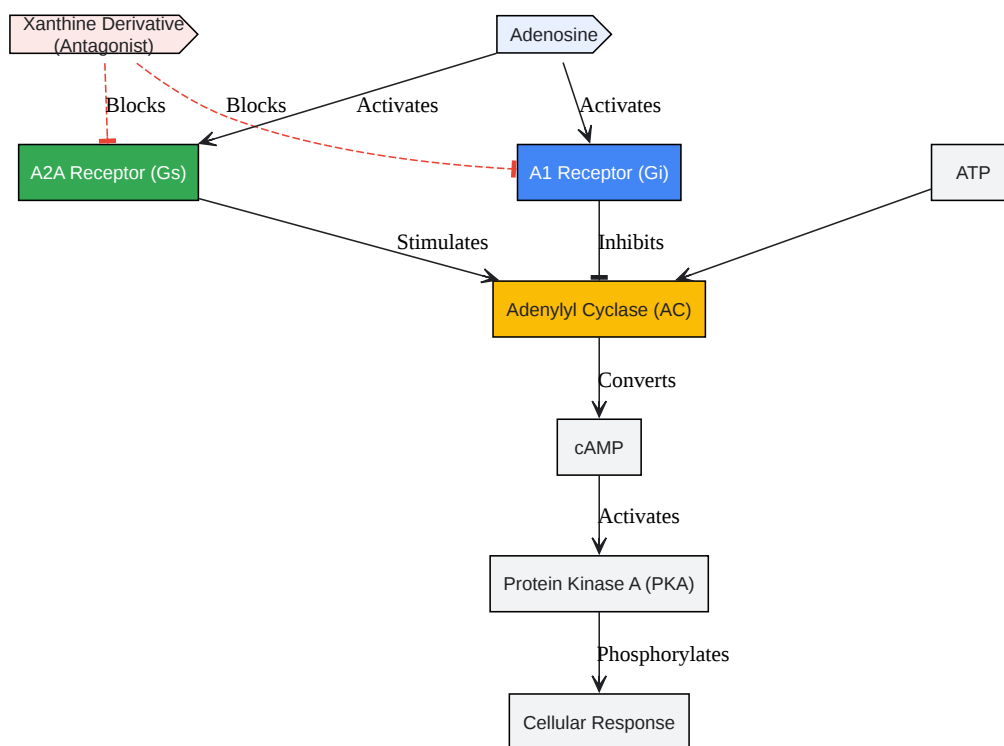 Xanthine Derivative
(Antagonist)
Adenosine
Blocks
Blocks
Activates
Activates
A2A Receptor (Gs)
A1 Receptor (Gi)
ATP
Stimulates
Inhibits
Adenylyl Cyclase (AC)
Converts
cAMP
Activates
Protein Kinase A (PKA)
Phosphorylates
Cellular Response